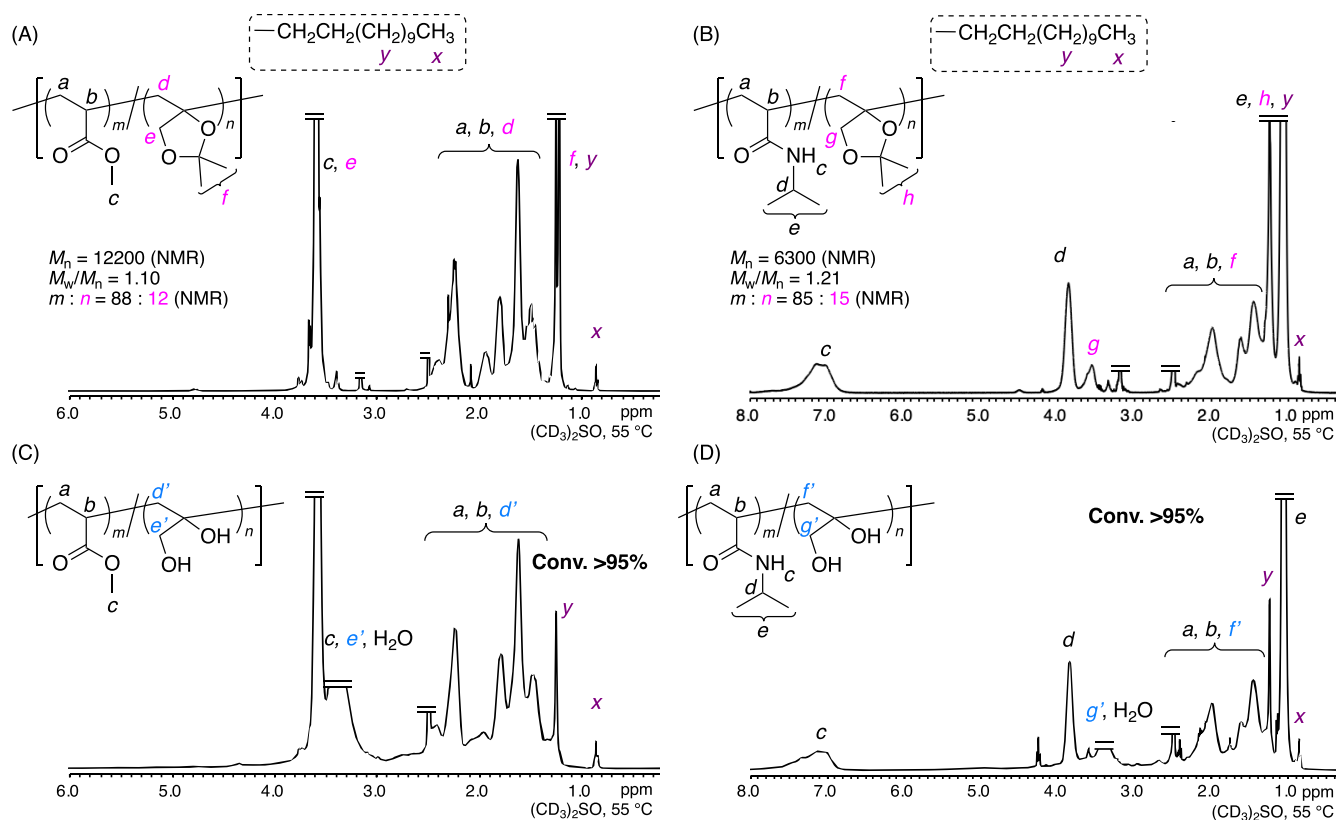 (A)
—CH2CH2(CH2)9CH3
y x
a
b
d
m
n
e
O
O
O
O
c
f
Mn = 12200 (NMR)
Mw/Mn = 1.10
m : n = 88 : 12 (NMR)
c, e
a, b, d
f, y
x
6.0 5.0 4.0 3.0 2.0 1.0 ppm
(CD3)2SO, 55 °C
(B)
—CH2CH2(CH2)9CH3
y x
a
b
f
m
n
g
O
O
O
NH
c
d
e
h
Mn = 6300 (NMR)
Mw/Mn = 1.21
m : n = 85 : 15 (NMR)
c
d
g
a, b, f
e, h, y
x
8.0 7.0 6.0 5.0 4.0 3.0 2.0 1.0 ppm
(CD3)2SO, 55 °C
(C)
a
b
d'
m
n
e'
OH
OH
O
O
c
c, e', H2O
a, b, d'
Conv. >95%
y
x
6.0 5.0 4.0 3.0 2.0 1.0 ppm
(CD3)2SO, 55 °C
(D)
a
b
f'
m
n
g'
OH
OH
O
NH
c
d
e
Conv. >95%
c
d
g', H2O
a, b, f'
y
e
x
8.0 7.0 6.0 5.0 4.0 3.0 2.0 1.0 ppm
(CD3)2SO, 55 °C